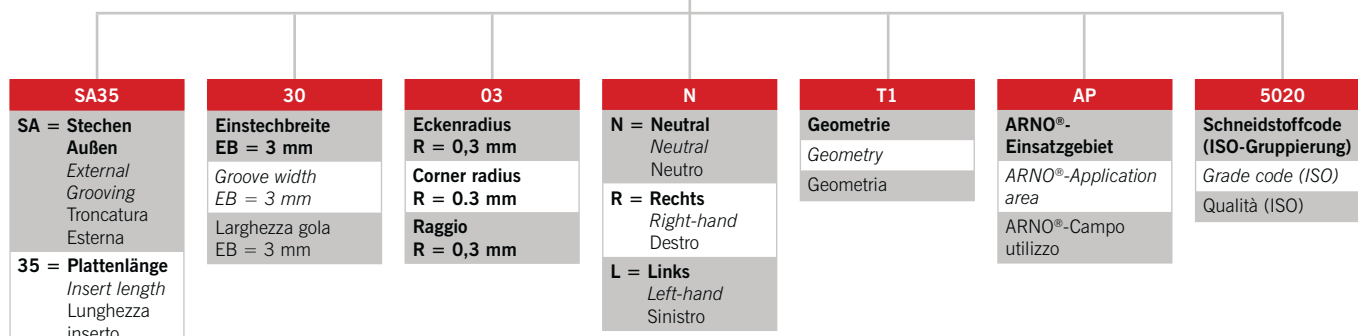 SA35
SA = Stechen
Außen
External
Grooving
Troncatura
Esterna
35 = Plattenlänge
Insert length
Lunghezza
inserto
30
Einstechbreite
EB = 3 mm
Groove width
EB = 3 mm
Larghezza gola
EB = 3 mm
03
Eckenradius
R = 0,3 mm
Corner radius
R = 0.3 mm
Raggio
R = 0,3 mm
N
N = Neutral
Neutral
Neutro
R = Rechts
Right-hand
Destro
L = Links
Left-hand
Sinistro
T1
Geometrie
Geometry
Geometria
AP
ARNO®-
Einsatzgebiet
ARNO®-Application
area
ARNO®-Campo
utilizo
5020
Schneidstoffcode
(ISO-Gruppierung)
Grade code (ISO)
Qualità (ISO)